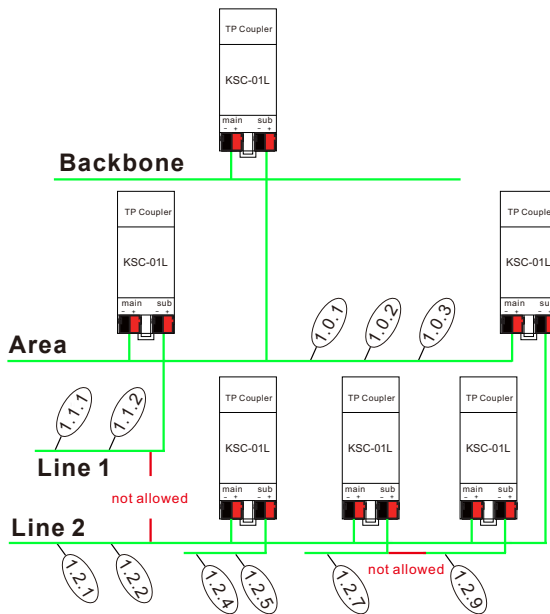 TP Coupler
KSC-01L
main sub
- + - +
Backbone
TP Coupler
KSC-01L
main sub
- + - +
TP Couple
KSC-01L
main sub
- + - +
1.0.1
1.0.2
1.0.3
Area
1.1.1
1.1.2
Line 1
TP Coupler
KSC-01L
main sub
- + - +
TP Coupler
KSC-01L
main sub
- + - +
TP Coupler
KSC-01L
main sub
- + - +
not allowed
Line 2
1.2.1
1.2.2
1.2.4
1.2.5
1.2.7
not allowed
1.2.9